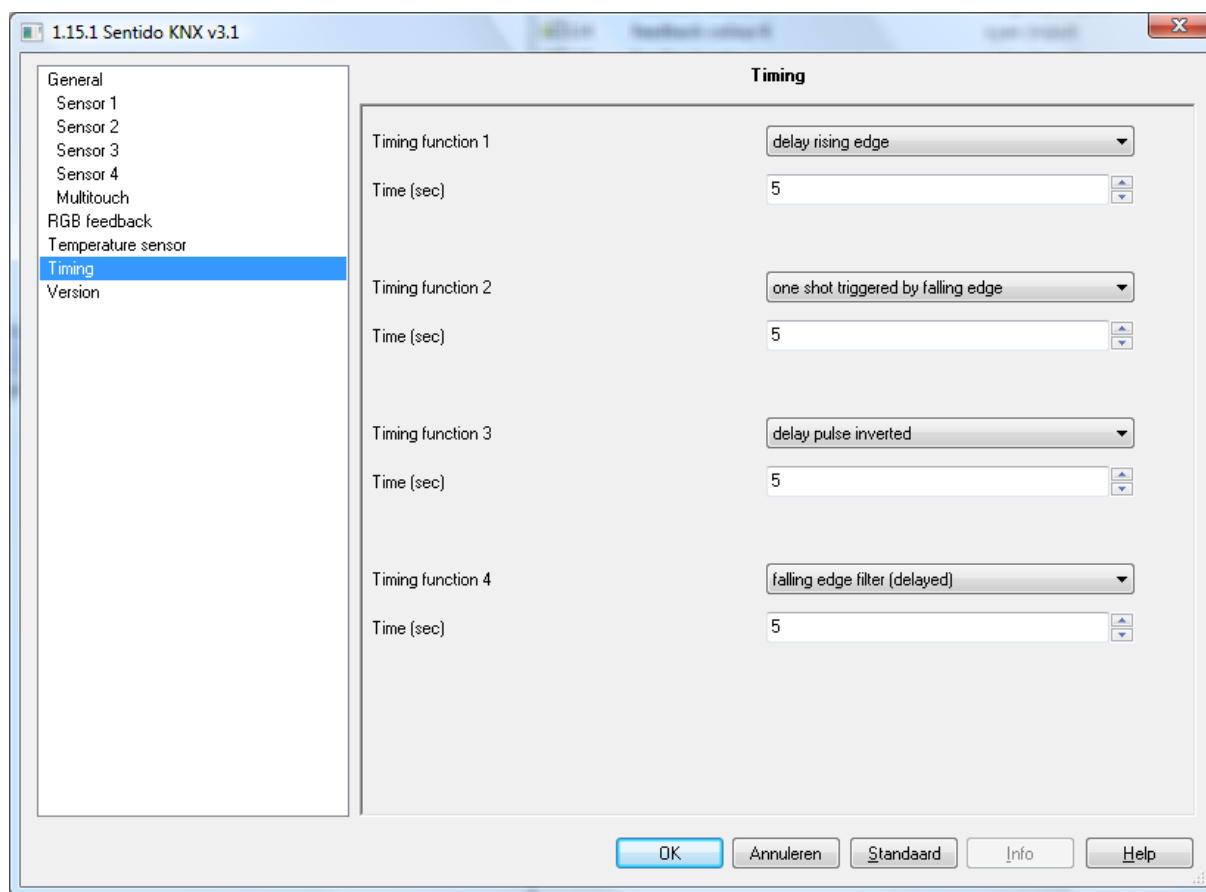 1.15.1 Sentido KNX v3.1
General
Sensor 1
Sensor 2
Sensor 3
Sensor 4
Multitouch
RGB feedback
Temperature sensor
Timing
Version
Timing
Timing function 1
delay rising edge
Time (sec)
5
Timing function 2
one shot triggered by falling edge
Time (sec)
5
Timing function 3
delay pulse inverted
Time (sec)
5
Timing function 4
falling edge filter (delayed)
Time (sec)
5
OK
Annuleren
Standaard
Info
Help